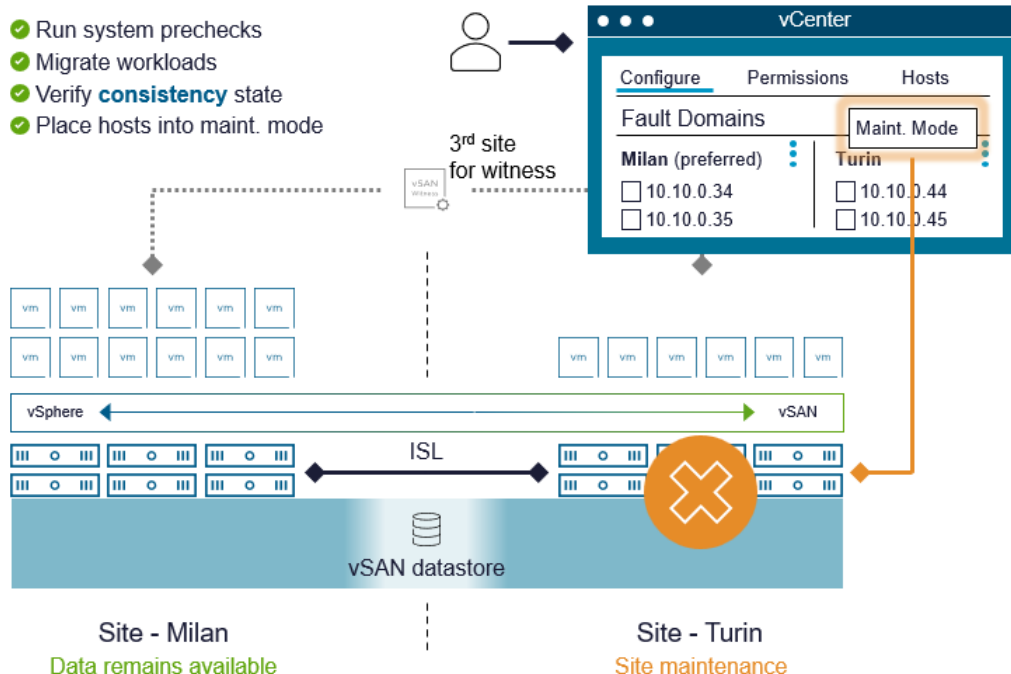 Run system prechecks
Migrate workloads
Verify consistency state
Place hosts into maint. mode
vCenter
Configure Permissions Hosts
Fault Domains
Maint. Mode
Milan (preferred)
10.10.0.34
10.10.0.35
Turin
10.10.0.44
10.10.0.45
3rd site
for witness
vSAN
Witness
vm vm vm vm vm vm
vm vm vm vm vm vm
vm vm vm vm vm vm
vSphere
vSAN
ISL
vSAN datastore
Site - Milan
Data remains available
Site - Turin
Site maintenance